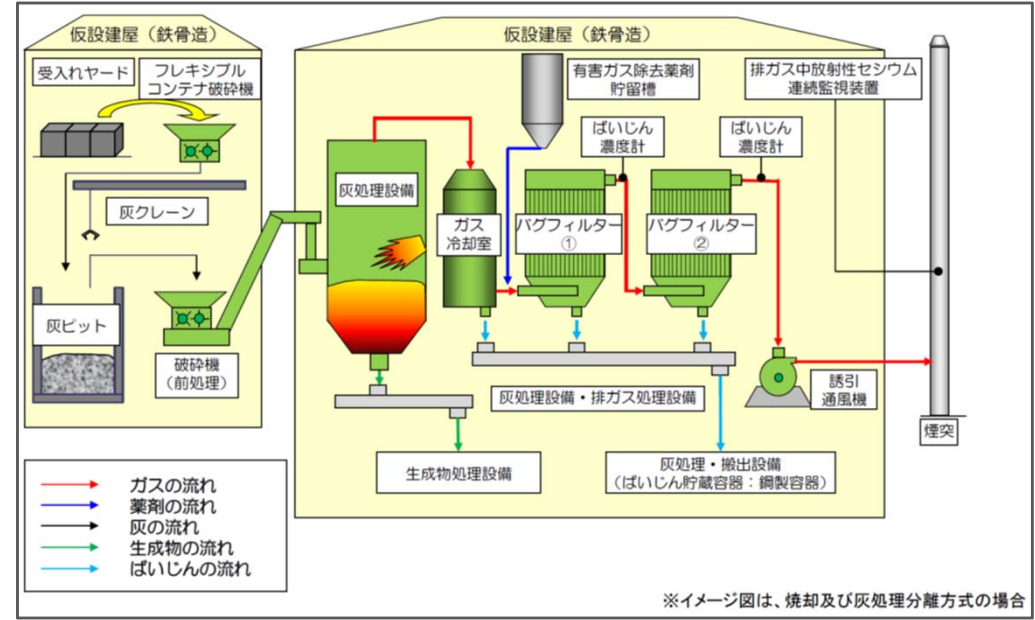 仮設建屋（鉄骨造）
受入れヤード
フレキシブル
コンテナ破砕機
灰クレーン
灰ピット
破砕機
（前処理）
仮設建屋（鉄骨造）
灰処理設備
ガス
冷却室
有害ガス除去薬剤
貯留槽
ばいじん
濃度計
ばいじん
濃度計
排ガス中放射性セシウム
連続監視装置
バグフィルター
①
バグフィルター
②
灰処理設備・排ガス処理設備
誘引
通風機
煙突
生成物処理設備
灰処理・搬出設備
（ばいじん貯蔵容器：鋼製容器）
ガスの流れ
薬剤の流れ
灰の流れ
生成物の流れ
ばいじんの流れ
※イメージ図は、焼却及び灰処理分離方式の場合